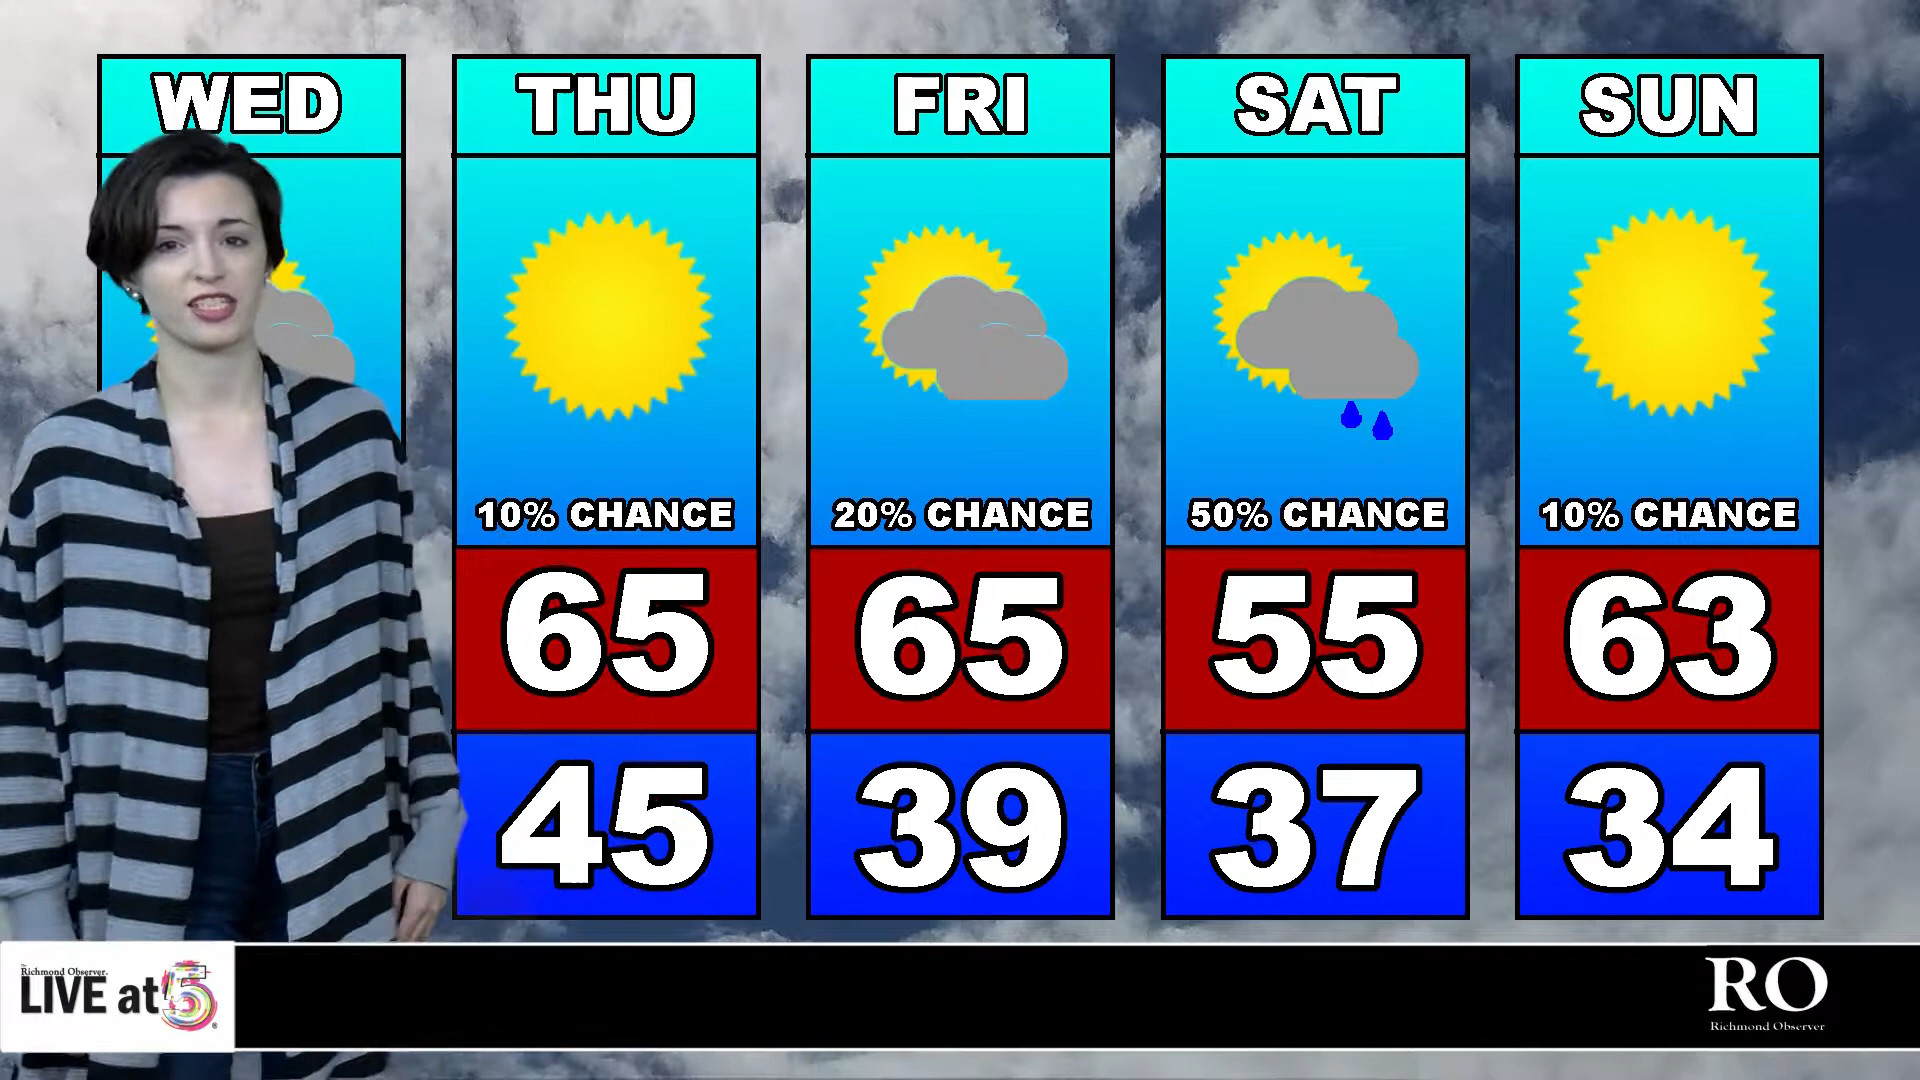 WED
THU
FRI
SAT
SUN
10% CHANCE
20% CHANCE
50% CHANCE
10% CHANCE
65
65
55
63
45
39
37
34
The
Richmond Observer
LIVE at 5
RO
Richmond Observer